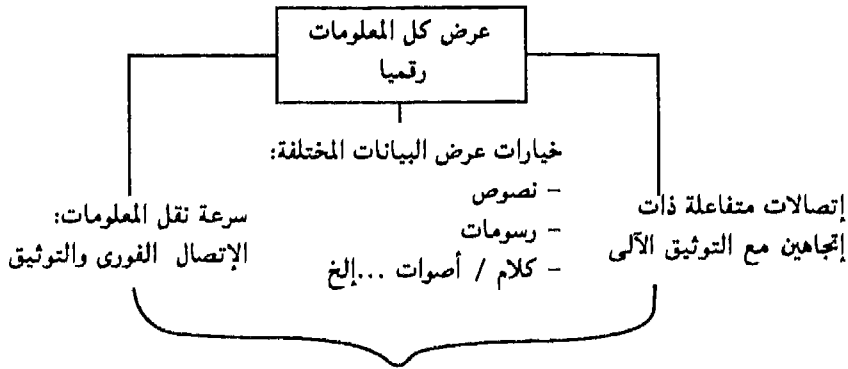 عرض كل المعلومات
رقميا
إتصالات متفاعلة ذات
إتجاهين مع التوثيق الآلى
خيارات عرض البيانات المختلفة:
- نصوص
- رسومات
- كلام / أصوات ...إلخ
سرعة نقل المعلومات:
الإتصال الفورى والتوثيق